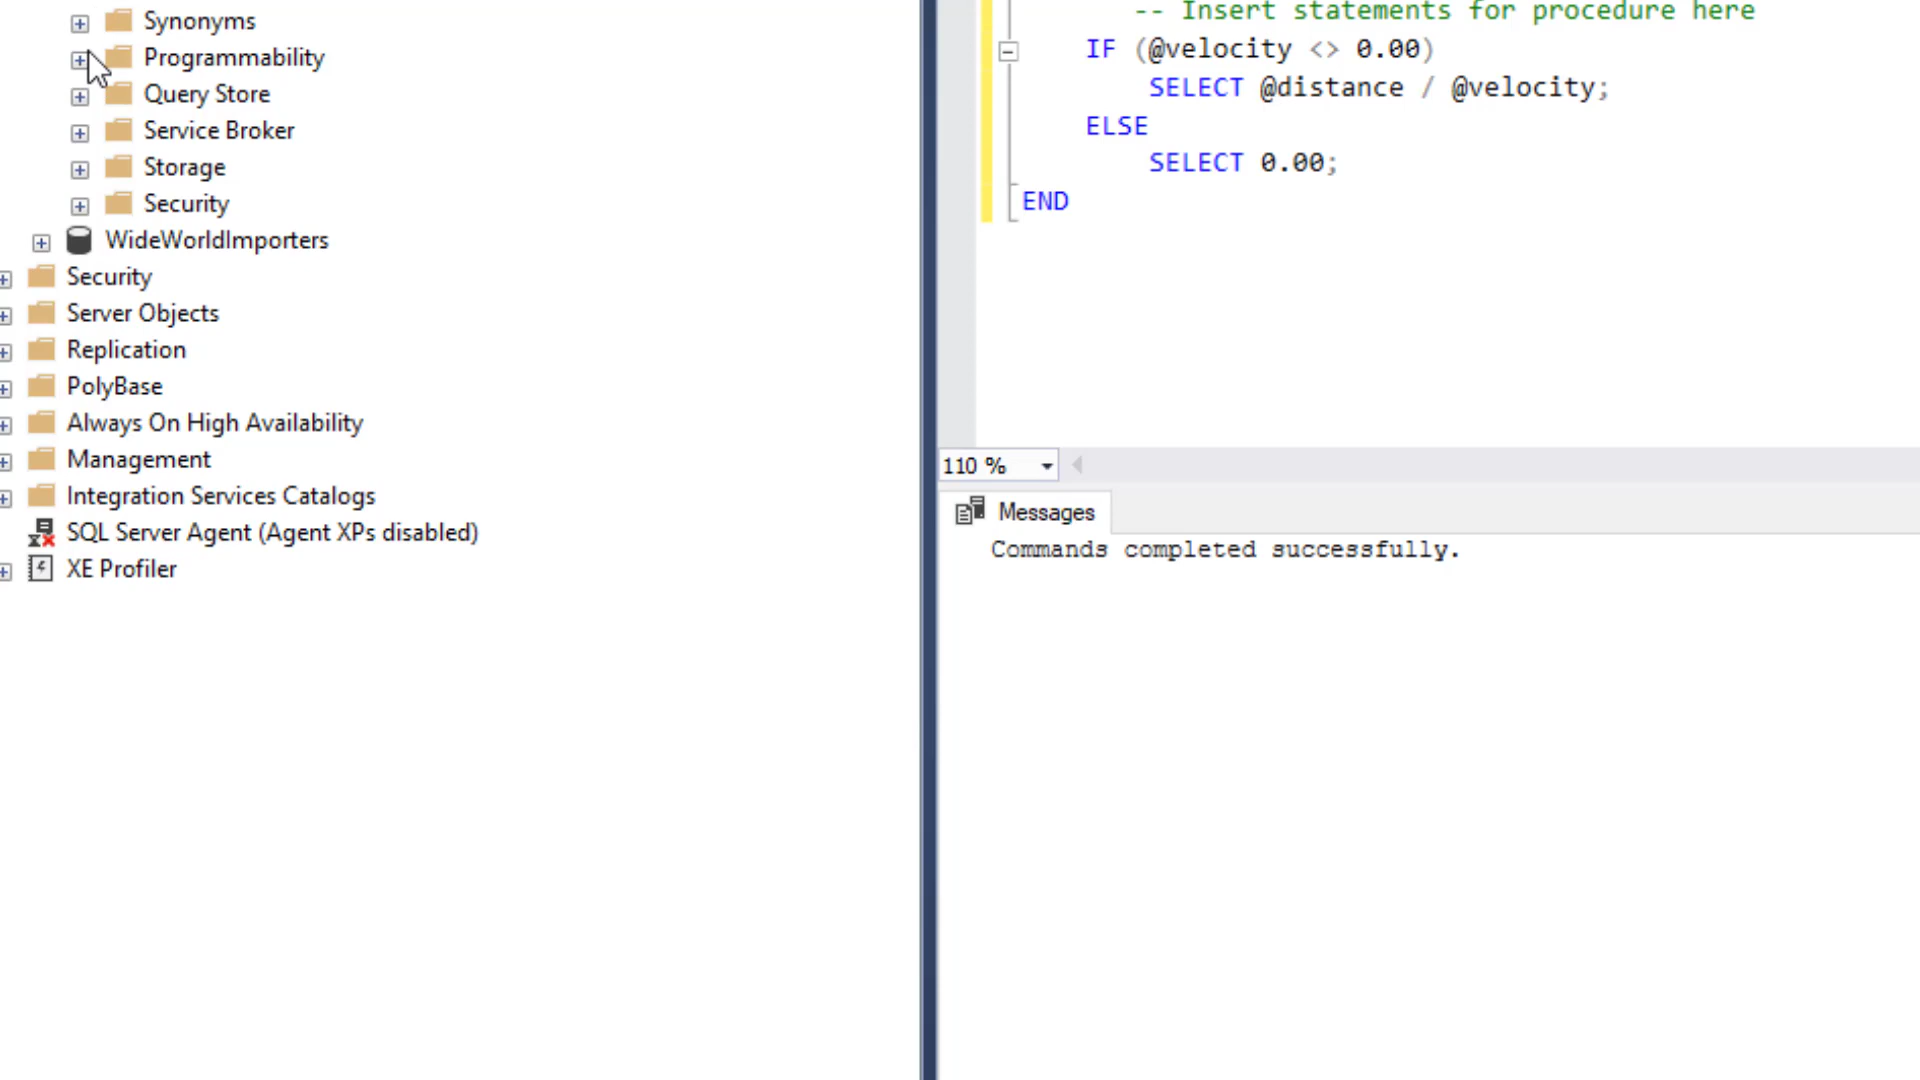 Synonyms
Programmability
Query Store
Service Broker
Storage
Security
WideWorldImporters
Security
Server Objects
Replication
PolyBase
Always On High Availability
Management
Integration Services Catalogs
SQL Server Agent (Agent XPs disabled)
XE Profiler
-- Insert statements for procedure here
IF (@velocity <> 0.00)
SELECT @distance / @velocity;
ELSE
SELECT 0.00;
END
110 %
Messages
Commands completed successfully.